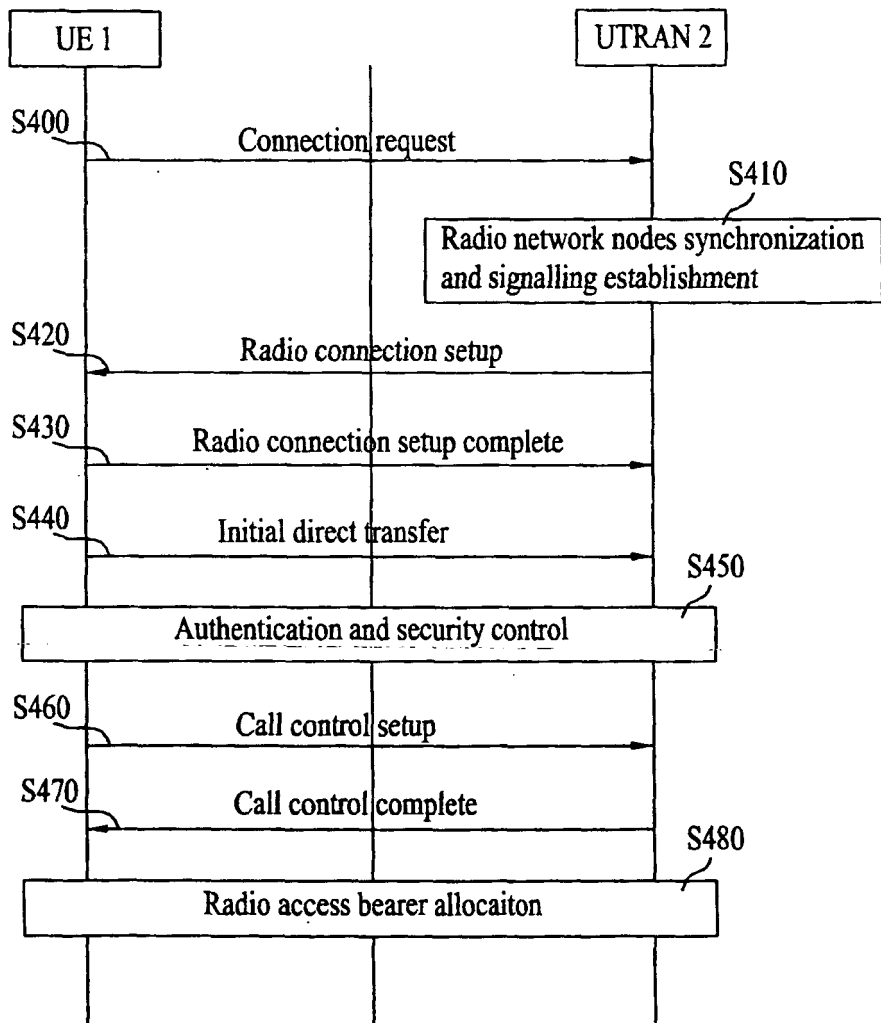 UE 1
UTRAN 2
S400
Connection request
S410
Radio network nodes synchronization
and signalling establishment
S420
Radio connection setup
S430
Radio connection setup complete
S440
Initial direct transfer
S450
Authentication and security control
S460
Call control setup
S470
Call control complete
S480
Radio access bearer allocaiton